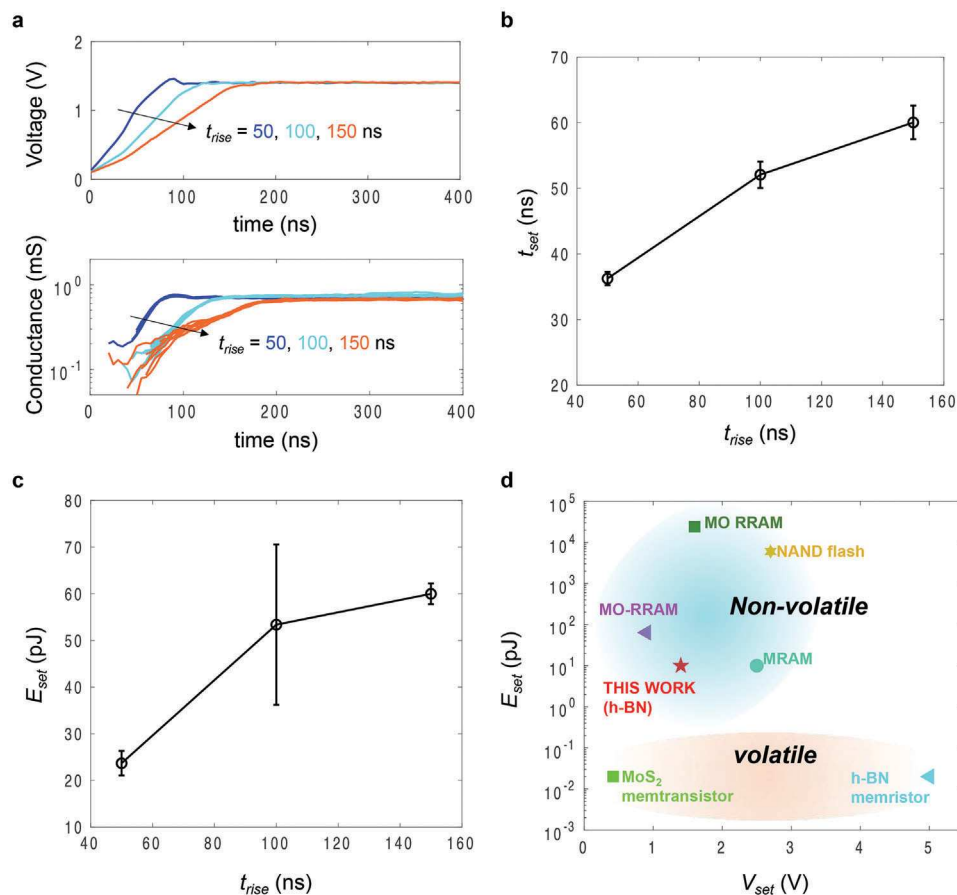 a
Voltage (V)
2
1
0
t_rise = 50, 100, 150 ns
0 100 200 300 400
time (ns)
Conductance (mS)
10^0
10^-1
t_rise = 50, 100, 150 ns
0 100 200 300 400
time (ns)
b
t_set (ns)
70
60
50
40
30
20
40 60 80 100 120 140 160
t_rise (ns)
c
E_set (pJ)
80
70
60
50
40
30
20
10
40 60 80 100 120 140 160
t_rise (ns)
d
E_set (pJ)
10^5
10^4
10^3
10^2
10^1
10^0
10^-1
10^-2
10^-3
MO RRAM
NAND flash
Non-volatile
MO-RRAM
MRAM
THIS WORK
(h-BN)
volatile
MoS₂
memtransistor
h-BN
memristor
0 1 2 3 4 5
V_set (V)